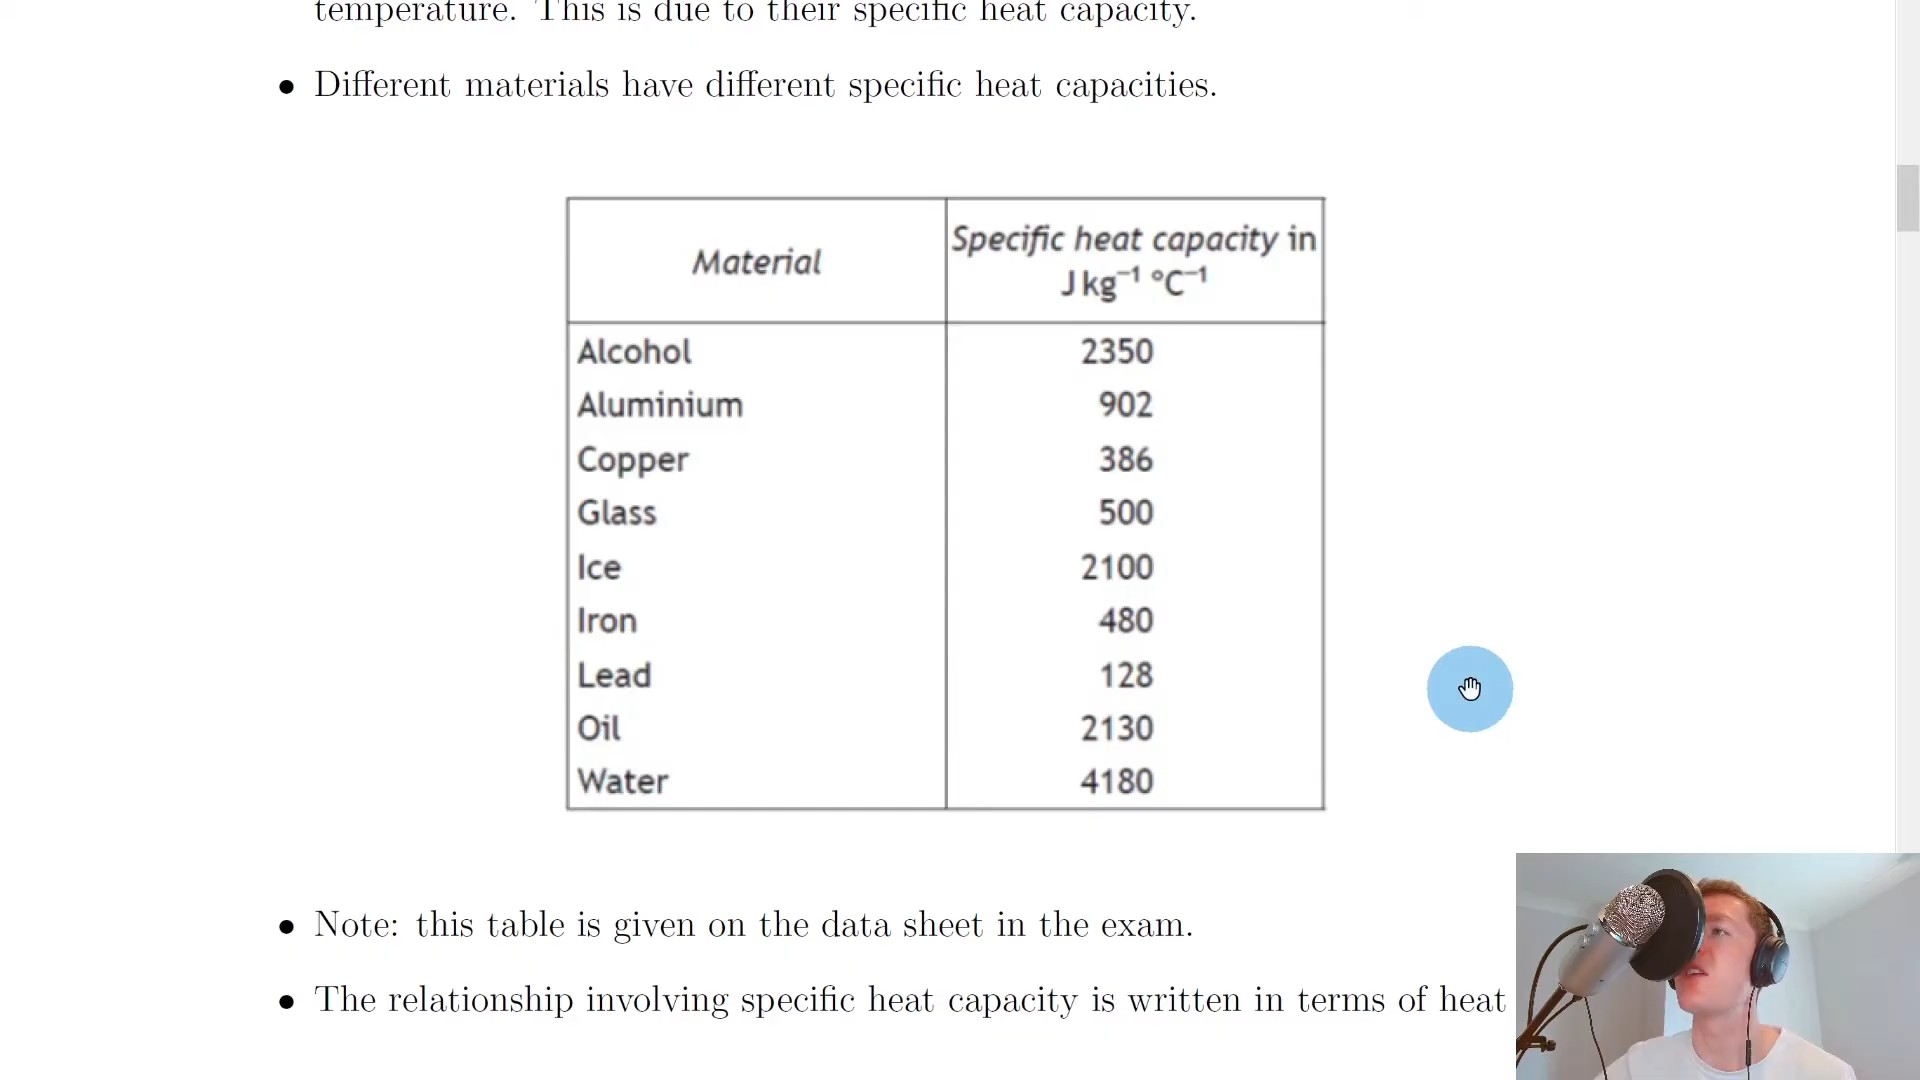 temperature. This is due to their specific heat capacity.
• Different materials have different specific heat capacities.
Material
Specific heat capacity in
J kg⁻¹ °C⁻¹
Alcohol 2350
Aluminium 902
Copper 386
Glass 500
Ice 2100
Iron 480
Lead 128
Oil 2130
Water 4180
• Note: this table is given on the data sheet in the exam.
• The relationship involving specific heat capacity is written in terms of heat